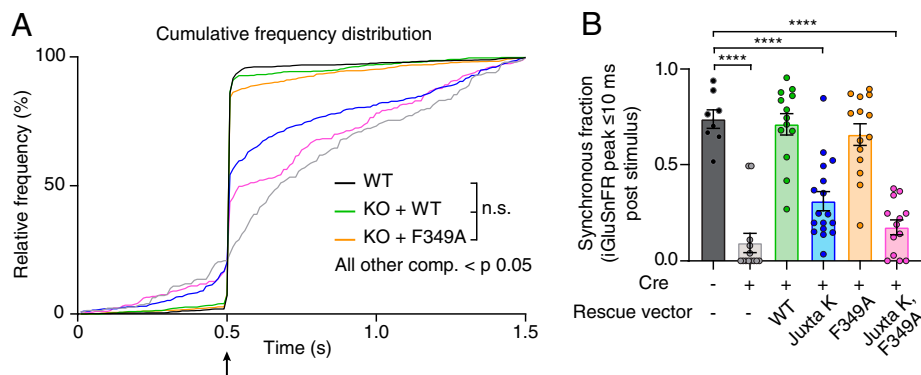 A
Cumulative frequency distribution
Relative frequency (%)
100
50
0
WT
KO + WT
KO + F349A
n.s.
All other comp. < p 0.05
0
0.5
1.0
1.5
Time (s)
B
****
****
****
Synchronous fraction
(iGluSnFR peak ≤10 ms
post stimulus)
1.0
0.5
0.0
Cre - + + + + +
Rescue vector - - WT Juxta K F349A Juxta K, F349A